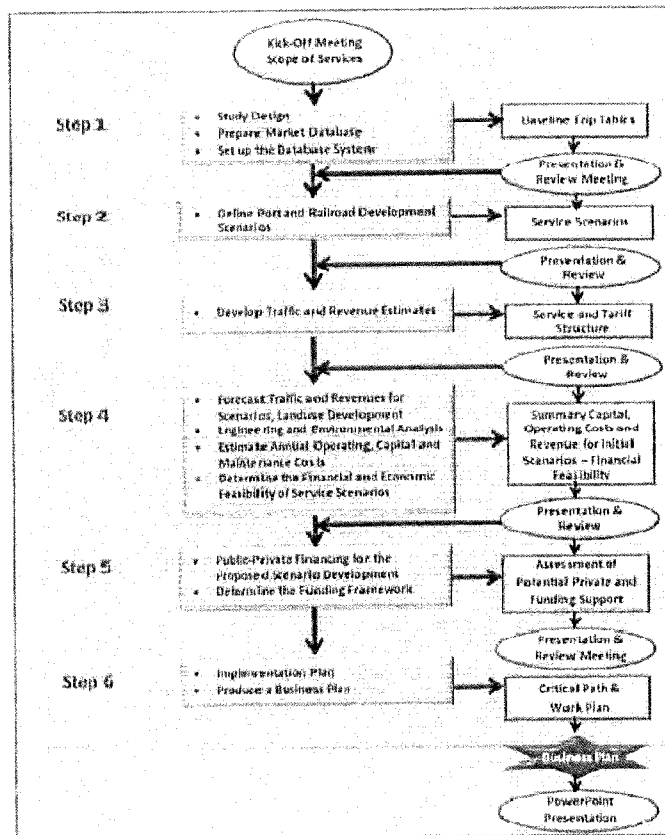 Kick-Off Meeting
Scope of Services
Step 1
• Study Design
• Prepare Market Database
• Set up the Database System
Baseline Trip Tables
Presentation &
Review Meeting
Step 2
• Define Port and Railroad Development
Scenarios
Service Scenarios
Presentation &
Review
Step 3
• Develop Traffic and Revenue Estimates
Service and Tariff
Structure
Presentation &
Review
Step 4
• Forecast Traffic and Revenues for
Scenarios, Landuse Development
• Engineering and Environmental Analysis
• Estimate Annual Operating, Capital and
Maintenance Costs
• Determine the Financial and Economic
Feasibility of Service Scenarios
Summary Capital,
Operating Costs and
Revenue for Initial
Scenarios – Financial
Feasibility
Presentation &
Review
Step 5
• Public-Private Financing for the
Proposed Scenario Development
• Determine the Funding Framework
Assessment of
Potential Private and
Funding Support
Presentation &
Review Meeting
Step 6
• Implementation Plan
• Produce a Business Plan
Critical Path &
Work Plan
Business Plan
PowerPoint
Presentation